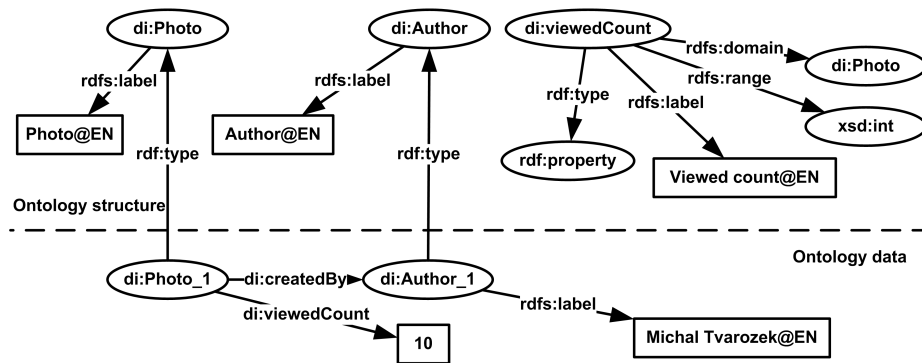 di:Photo
di:Author
di:viewedCount
rdfs:domain
di:Photo
rdfs:label
rdfs:label
rdfs:range
rdf:type
rdfs:label
Photo@EN
Author@EN
xsd:int
rdf:type
rdf:type
rdf:property
Viewed count@EN
Ontology structure
Ontology data
di:Photo_1
di:createdBy
di:Author_1
di:viewedCount
rdfs:label
10
Michal Tvarozek@EN